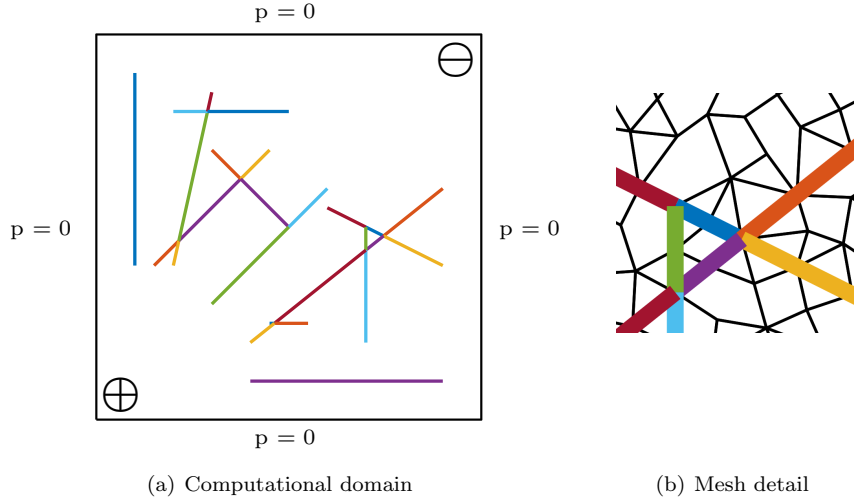 p = 0
p = 0
p = 0
p = 0
(a) Computational domain
(b) Mesh detail